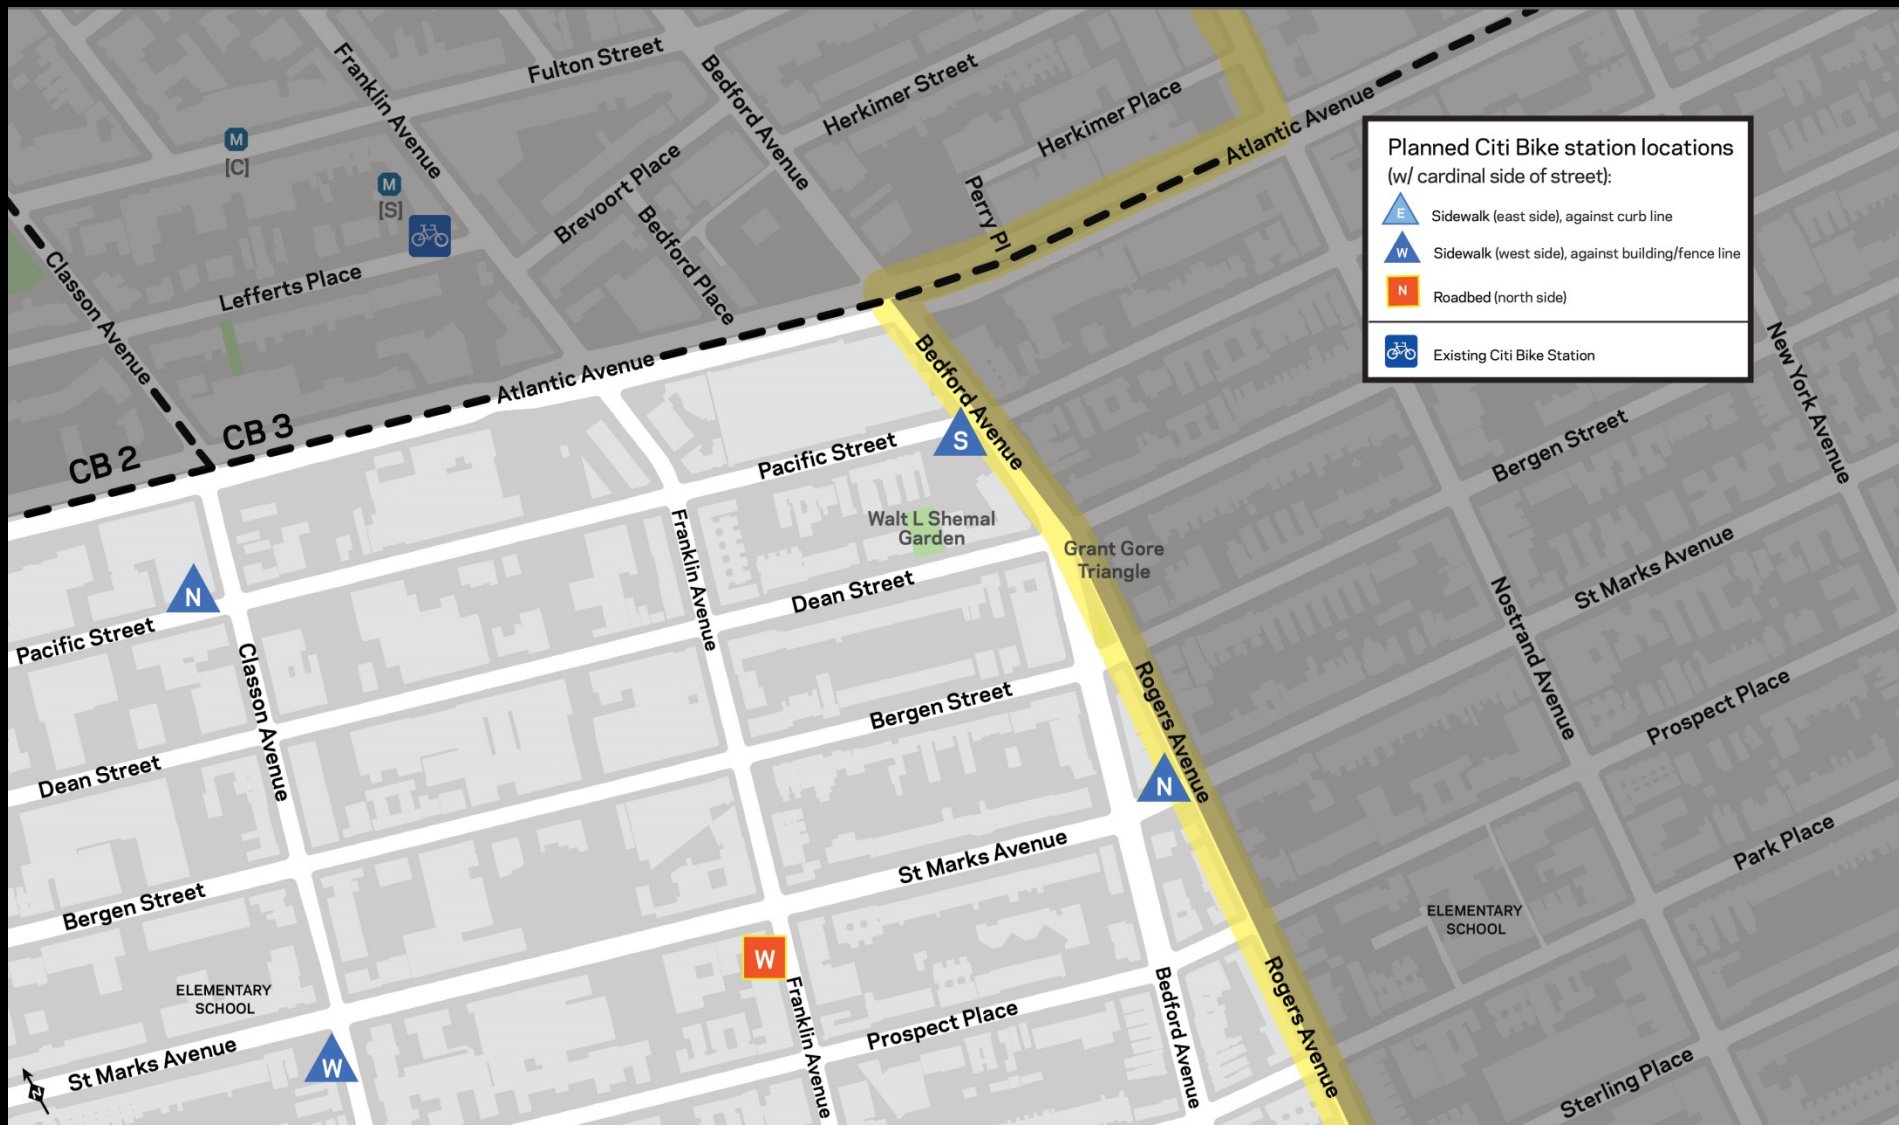 Fulton Street
Franklin Avenue
Bedford Avenue
Herkimer Street
Herkimer Place
Atlantic Avenue
M
[C]
M
[S]
Brevoort Place
Bedford Place
Perry Pl
Classon Avenue
Lefferts Place
Planned Citi Bike station locations
(w/ cardinal side of street):
E
Sidewalk (east side), against curb line
W
Sidewalk (west side), against building/fence line
N
Roadbed (north side)
Existing Citi Bike Station
Atlantic Avenue
CB 2
CB 3
Bedford Avenue
New York Avenue
Pacific Street
S
Bergen Street
Franklin Avenue
Walt L Shemal
Garden
Grant Gore
Triangle
St Marks Avenue
N
Dean Street
Nostrand Avenue
Pacific Street
Classon Avenue
Rogers Avenue
Bergen Street
Prospect Place
Dean Street
N
St Marks Avenue
Park Place
Bergen Street
ELEMENTARY
SCHOOL
W
ELEMENTARY
SCHOOL
Franklin Avenue
Bedford Avenue
Rogers Avenue
Prospect Place
St Marks Avenue
W
Sterling Place
N